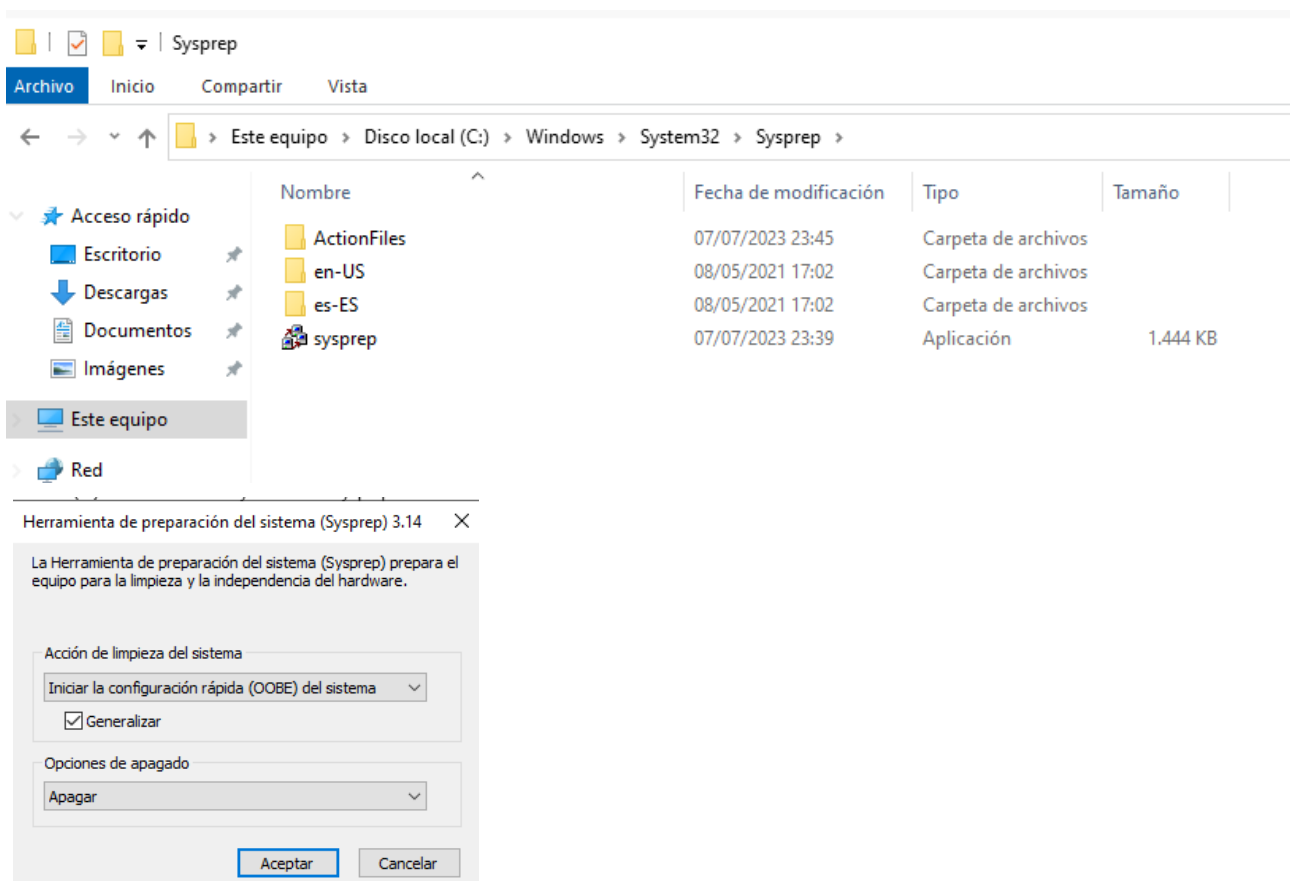 Sysprep
Archivo Inicio Compartir Vista
Este equipo Disco local (C:) Windows System32 Sysprep
Nombre Fecha de modificación Tipo Tamaño
Acceso rápido
Escritorio
Descargas
Documentos
Imágenes
Este equipo
Red
ActionFiles 07/07/2023 23:45 Carpeta de archivos
en-US 08/05/2021 17:02 Carpeta de archivos
es-ES 08/05/2021 17:02 Carpeta de archivos
sysprep 07/07/2023 23:39 Aplicación 1.444 KB
Herramienta de preparación del sistema (Sysprep) 3.14
La Herramienta de preparación del sistema (Sysprep) prepara el
equipo para la limpieza y la independencia del hardware.
Acción de limpieza del sistema
Iniciar la configuración rápida (OOBE) del sistema
Generalizar
Opciones de apagado
Apagar
Aceptar Cancelar